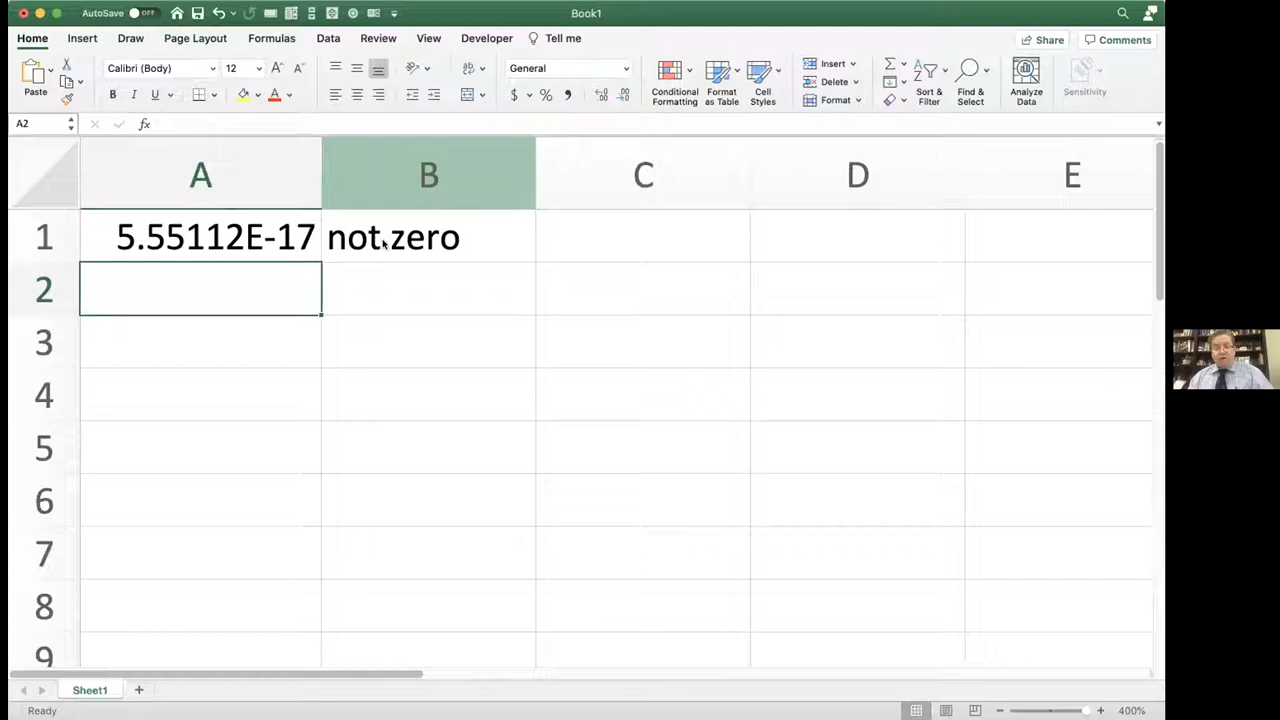 AutoSave OFF Book1
Home Insert Draw Page Layout Formulas Data Review View Developer Tell me Share Comments
Paste Calibri (Body) 12 A^ A˅ General Conditional Formatting Format as Table Cell Styles Insert Delete Format Sort & Filter Find & Select Analyze Data Sensitivity
B I U A $ % 9 .0 .00
A2 fx
A B C D E
1 5.55112E-17 not zero
2
3
4
5
6
7
8
9
Sheet1 +
Ready 400%